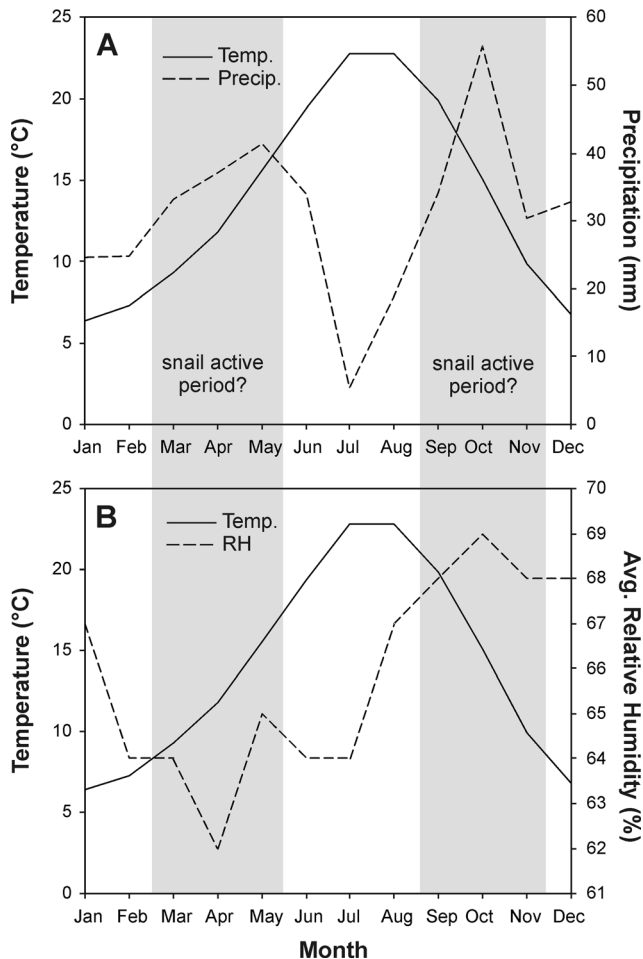 A
Temp.
Precip.
25
20
15
10
5
0
Temperature (°C)
60
50
40
30
20
10
0
Precipitation (mm)
snail active
period?
snail active
period?
Jan Feb Mar Apr May Jun Jul Aug Sep Oct Nov Dec
B
Temp.
RH
25
20
15
10
5
0
Temperature (°C)
70
69
68
67
66
65
64
63
62
61
Avg. Relative Humidity (%)
Jan Feb Mar Apr May Jun Jul Aug Sep Oct Nov Dec
Month